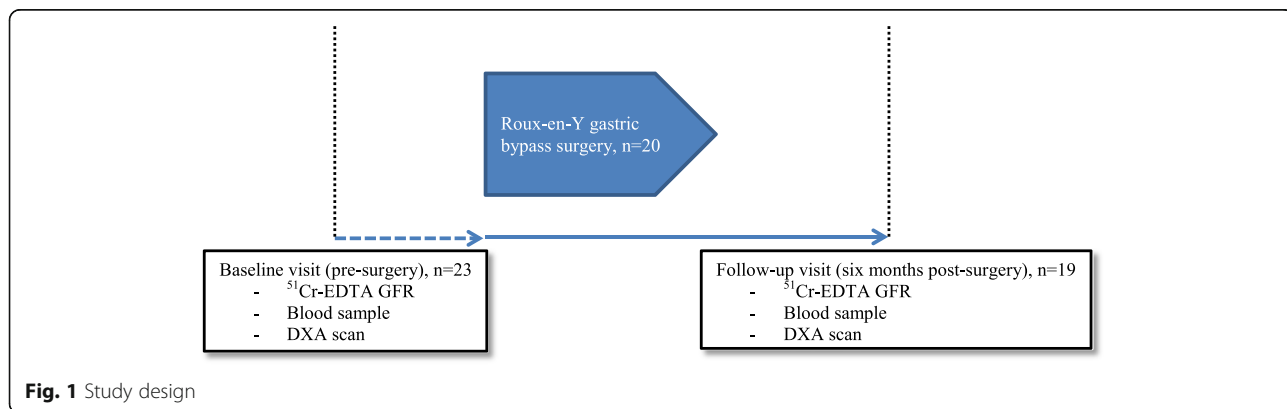 Roux-en-Y gastric
bypass surgery, n=20
Baseline visit (pre-surgery), n=23
- ⁵¹Cr-EDTA GFR
- Blood sample
- DXA scan
Follow-up visit (six months post-surgery), n=19
- ⁵¹Cr-EDTA GFR
- Blood sample
- DXA scan
Fig. 1 Study design